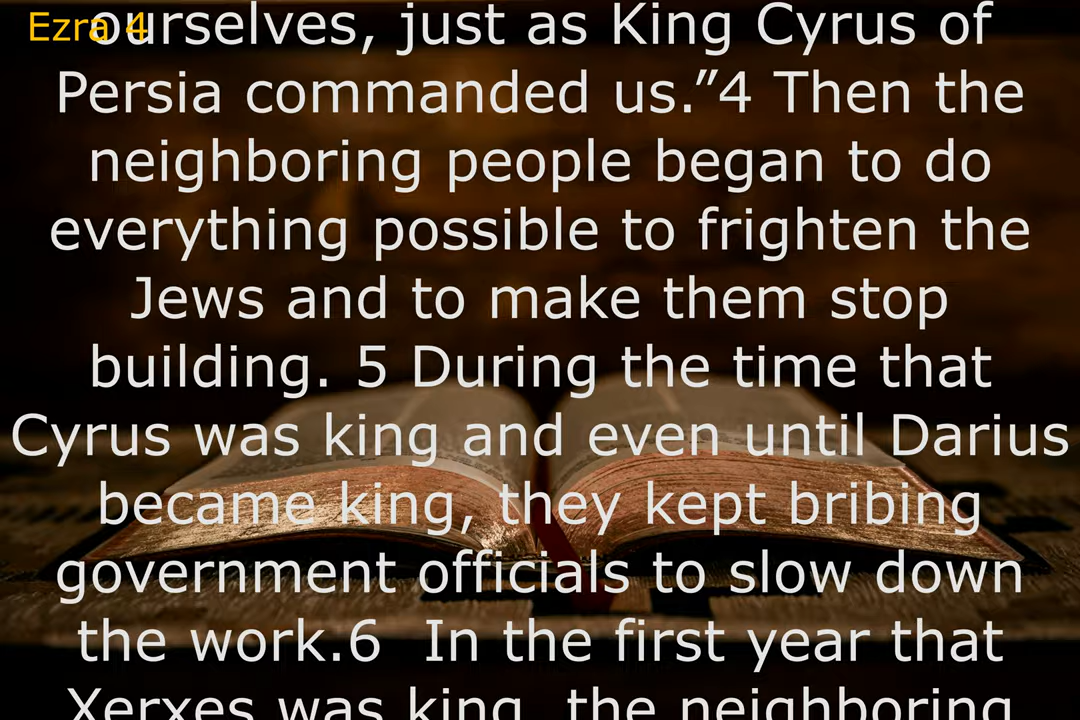 Ezra 4
ourselves, just as King Cyrus of
Persia commanded us.”4 Then the
neighboring people began to do
everything possible to frighten the
Jews and to make them stop
building. 5 During the time that
Cyrus was king and even until Darius
became king, they kept bribing
government officials to slow down
the work.6  In the first year that
Xerxes was king, the neighboring